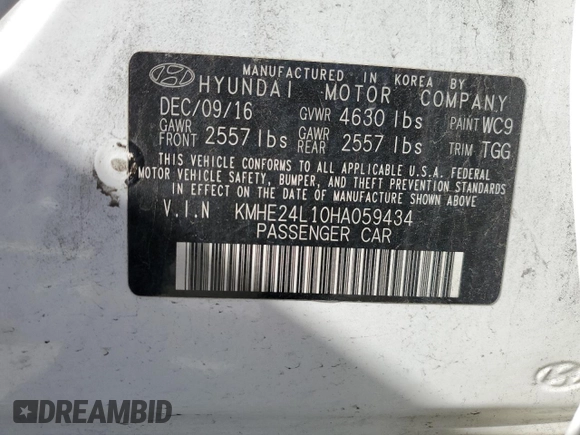 MANUFACTURED IN KOREA BY
HYUNDAI MOTOR COMPANY
DEC/09/16 GVWR 4630 lbs PAINT WC9
GAWR FRONT 2557 lbs GAWR REAR 2557 lbs TRIM TGG
THIS VEHICLE CONFORMS TO ALL APPLICABLE U.S.A. FEDERAL
MOTOR VEHICLE SAFETY, BUMPER, AND THEFT PREVENTION STANDARDS
IN EFFECT ON THE DATE OF MANUFACTURE SHOWN ABOVE.
V.I.N KMHE24L10HA059434
PASSENGER CAR
DREAMBID